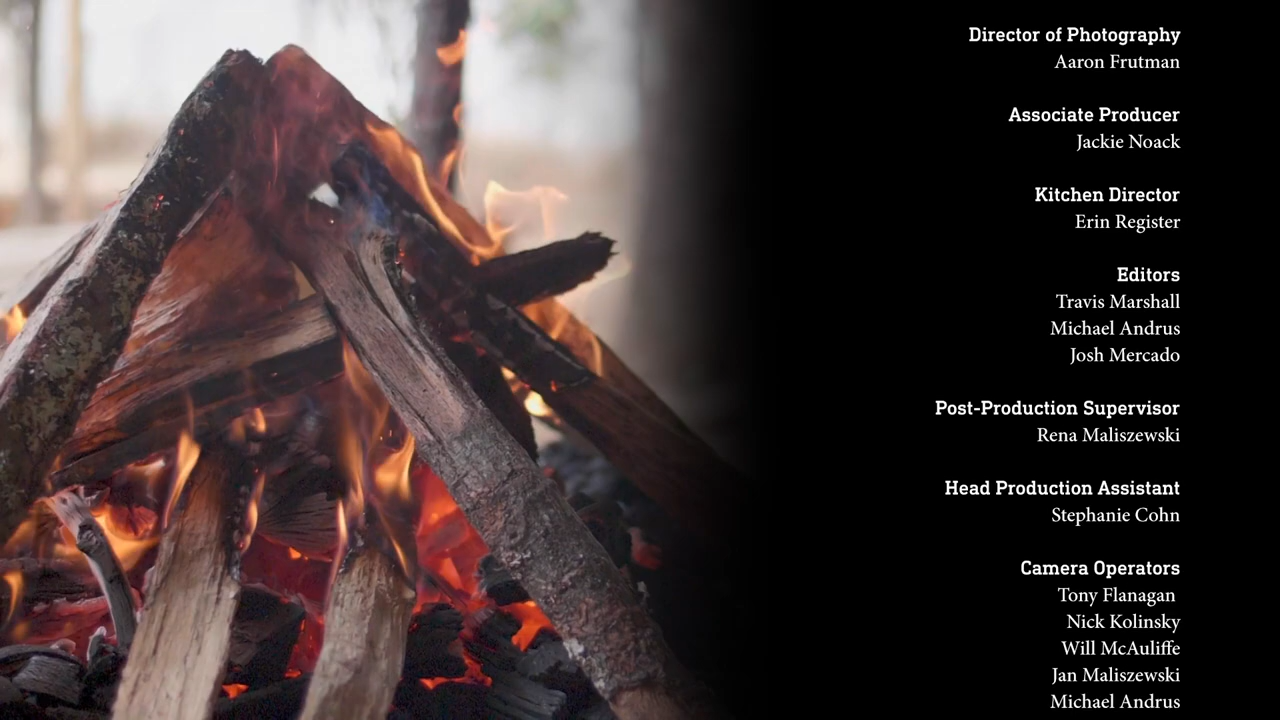 Director of Photography
Aaron Frutman
Associate Producer
Jackie Noack
Kitchen Director
Erin Register
Editors
Travis Marshall
Michael Andrus
Josh Mercado
Post-Production Supervisor
Rena Maliszewski
Head Production Assistant
Stephanie Cohn
Camera Operators
Tony Flanagan
Nick Kolinsky
Will McAuliffe
Jan Maliszewski
Michael Andrus